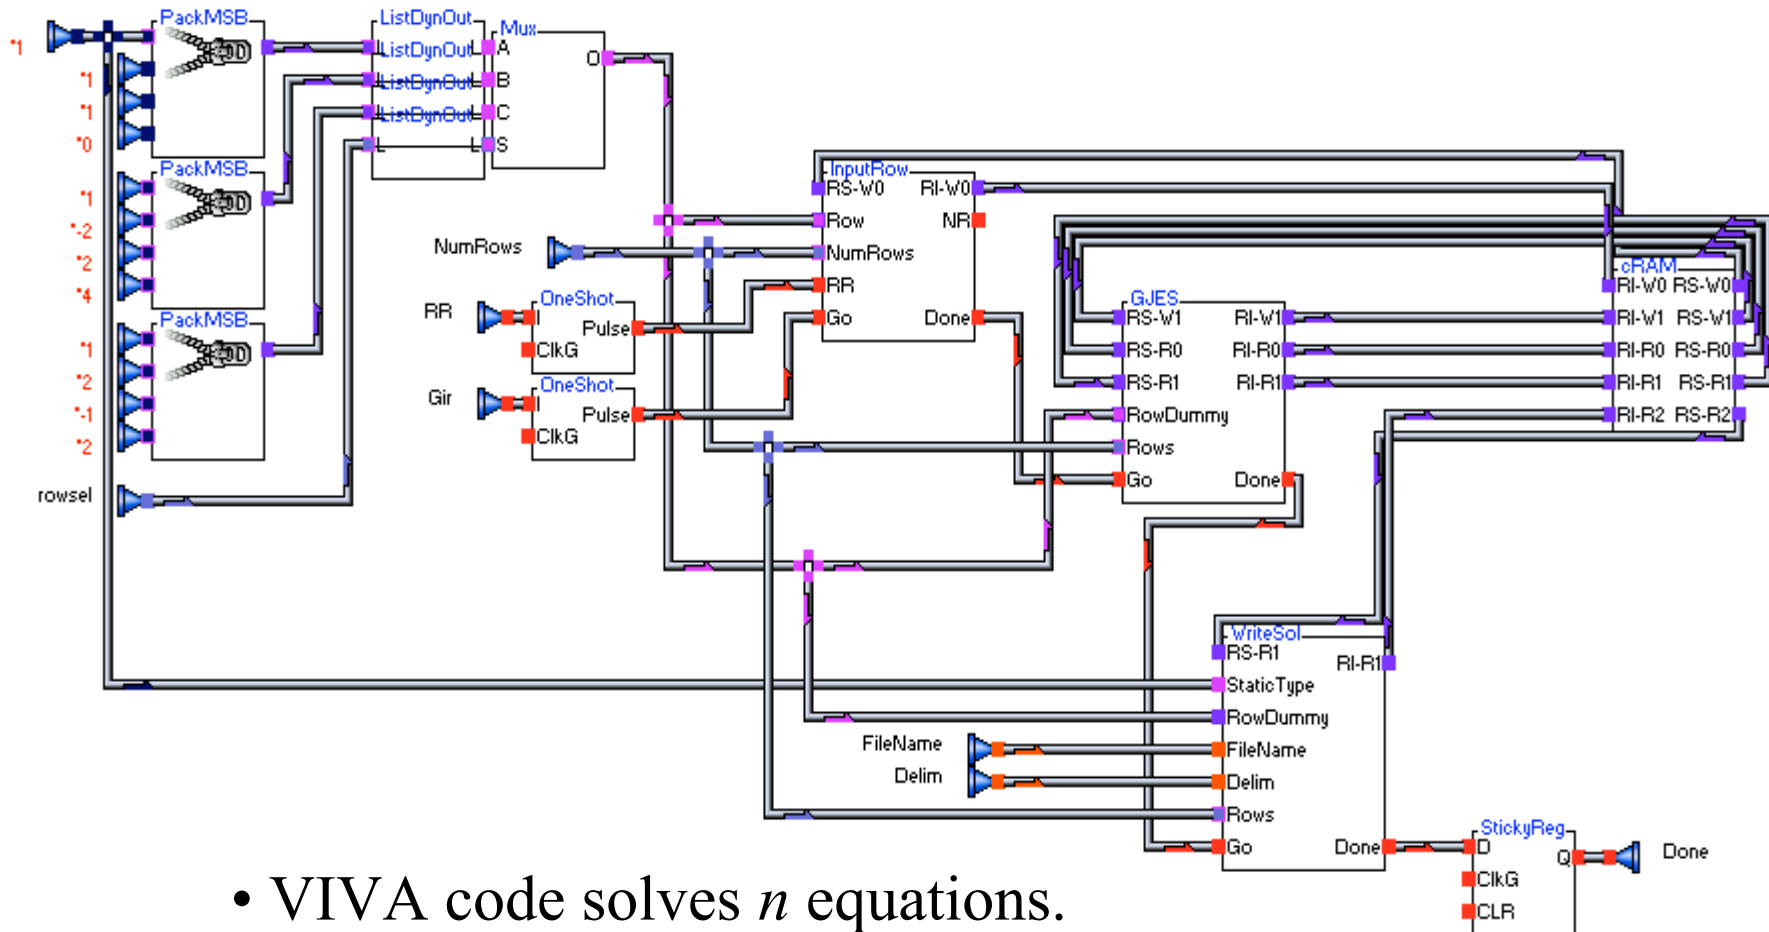 PackMSB
ListDynOut
Mux
*1
ListDynOut
A
O
*1
ListDynOut
B
*1
ListDynOut
C
*0
L
L
S
PackMSB
InputRow
*1
RS-W0
RI-W0
*-2
Row
NR
*2
NumRows
NumRows
cRAM
*4
RR
RI-W0
RS-W0
PackMSB
RR
OneShot
I
Pulse
ClkG
Go
Done
GJES
RS-W1
RI-W1
RI-W1
RS-W1
*1
RS-R0
RI-R0
RI-R0
RS-R0
*2
OneShot
RS-R1
RI-R1
RI-R1
RS-R1
*-1
Gir
I
Pulse
RowDummy
RI-R2
RS-R2
*2
ClkG
Rows
rowsel
Go
Done
WriteSol
RS-R1
RI-R1
StaticType
RowDummy
FileName
FileName
Delim
Delim
Rows
StickyReg
Go
Done
D
Q
Done
ClkG
CLR
• VIVA code solves n equations.